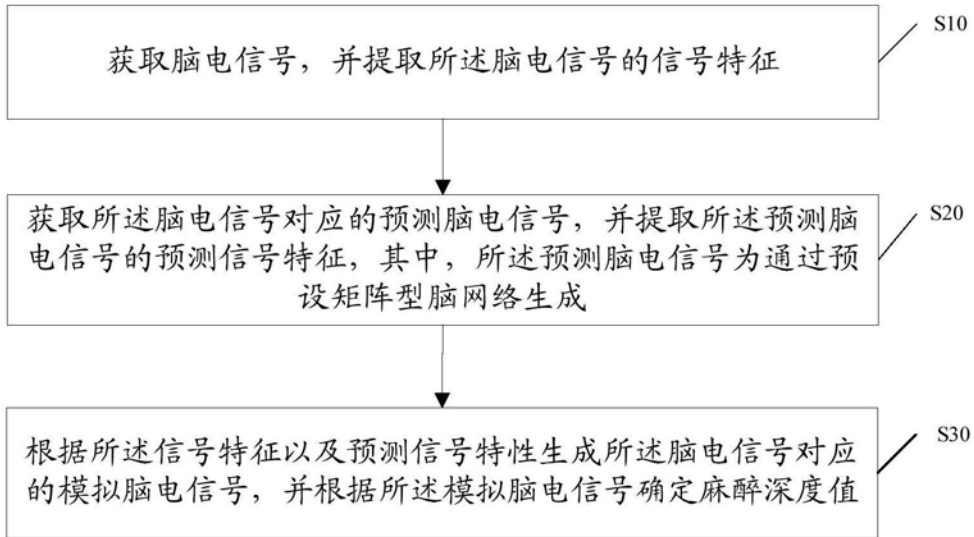 S10
获取脑电信号，并提取所述脑电信号的信号特征
S20
获取所述脑电信号对应的预测脑电信号，并提取所述预测脑
电信号的预测信号特征，其中，所述预测脑电信号为通过预
设矩阵型脑网络生成
S30
根据所述信号特征以及预测信号特性生成所述脑电信号对应
的模拟脑电信号，并根据所述模拟脑电信号确定麻醉深度值